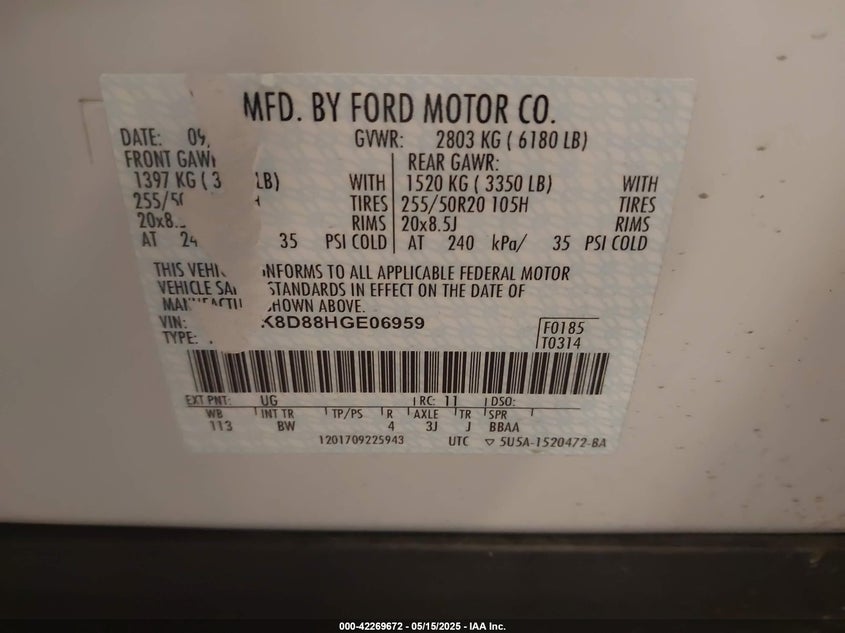 MFD. BY FORD MOTOR CO.
DATE: 09, GVWR: 2803 KG ( 6180 LB)
FRONT GAW REAR GAWR:
1397 KG ( 3 LB) WITH 1520 KG ( 3350 LB) WITH
255/50 H TIRES 255/50R20 105H TIRES
20x8. RIMS 20x8.5J RIMS
AT 24 35 PSI COLD AT 240 kPa/ 35 PSI COLD
THIS VEHI NFORMS TO ALL APPLICABLE FEDERAL MOTOR
VEHICLE SA STANDARDS IN EFFECT ON THE DATE OF
MANUFACTU SHOWN ABOVE.
VIN: K8D88HGE06959 F0185
TYPE: T0314
EXT PNT: UG RC: 11 DSO:
WB INT TR TP/PS R AXLE TR SPR
113 BW 4 3J J BBAA
1201709225943 UTC ▽ 5U5A-1520472-BA
000-42269672 - 05/15/2025 - IAA Inc.